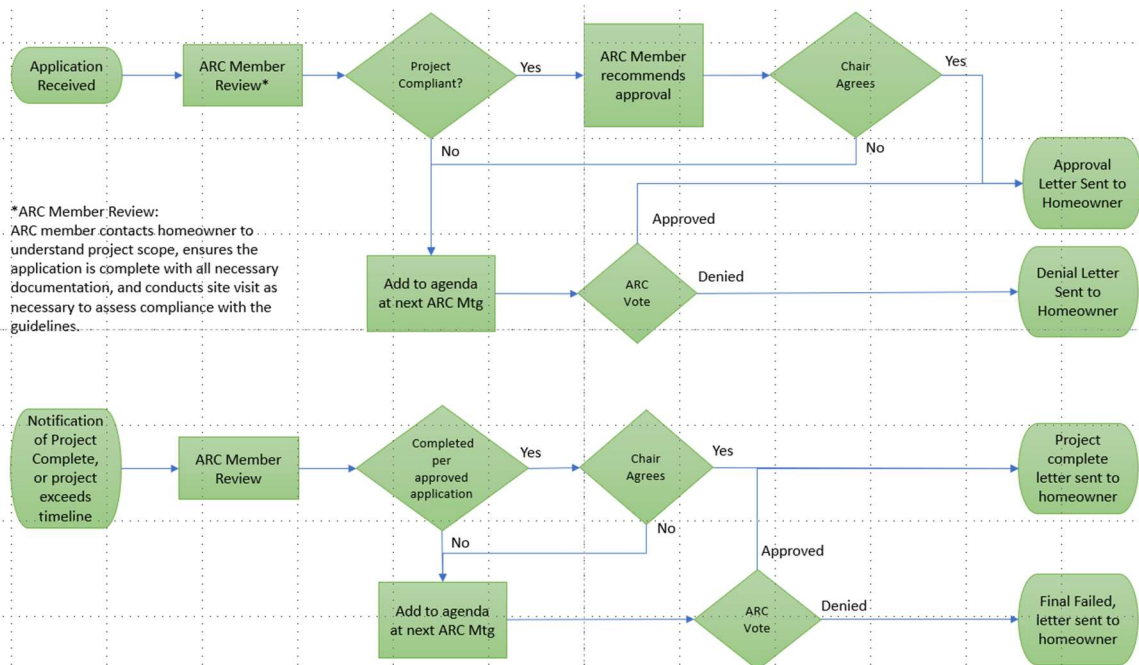 Application
Received
ARC Member
Review*
Project
Compliant?
Yes
ARC Member
recommends
approval
Chair
Agrees
Yes
No
No
Approval
Letter Sent to
Homeowner
*ARC Member Review:
ARC member contacts homeowner to
understand project scope, ensures the
application is complete with all necessary
documentation, and conducts site visit as
necessary to assess compliance with the
guidelines.
Approved
Add to agenda
at next ARC Mtg
ARC
Vote
Denied
Denial Letter
Sent to
Homeowner
Notification
of Project
Complete,
or project
exceeds
timeline
ARC Member
Review
Completed
per
approved
application
Yes
Chair
Agrees
Yes
Project
complete
letter sent to
homeowner
No
No
Approved
Add to agenda
at next ARC Mtg
ARC
Vote
Denied
Final Failed,
letter sent to
homeowner